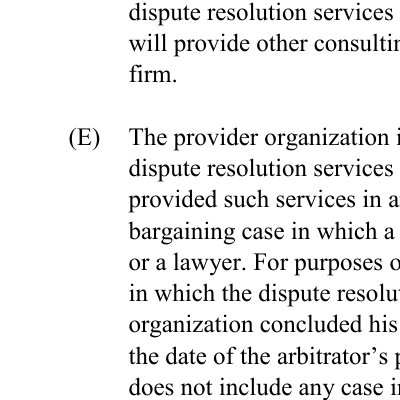 dispute resolution services
will provide other
firm.
(E) The provider organization
dispute resolution services
provided such services in
bargaining case in which a
or a lawyer. For purposes
in which the dispute
organization concluded his
the date of the arbitrator’s
does not include any case